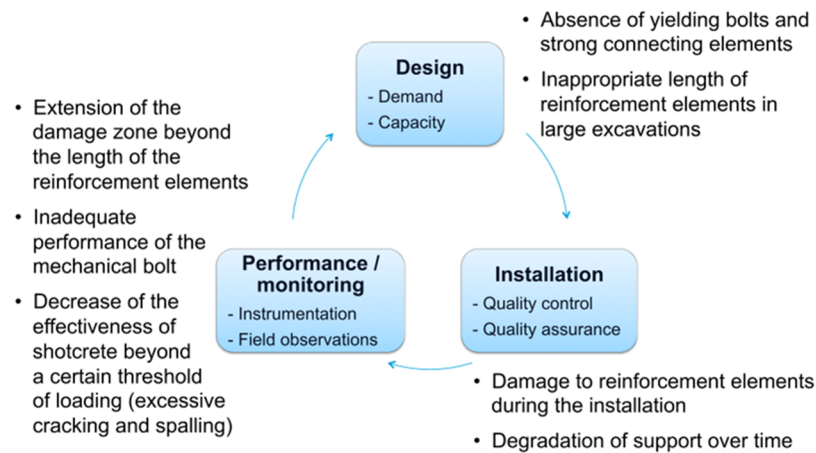 Design
- Demand
- Capacity
• Absence of yielding bolts and
strong connecting elements
• Inappropriate length of
reinforcement elements in
large excavations
Installation
- Quality control
- Quality assurance
• Damage to reinforcement elements
during the installation
• Degradation of support over time
Performance /
monitoring
- Instrumentation
- Field observations
• Extension of the
damage zone beyond
the length of the
reinforcement elements
• Inadequate
performance of the
mechanical bolt
• Decrease of the
effectiveness of
shotcrete beyond
a certain threshold
of loading (excessive
cracking and spalling)